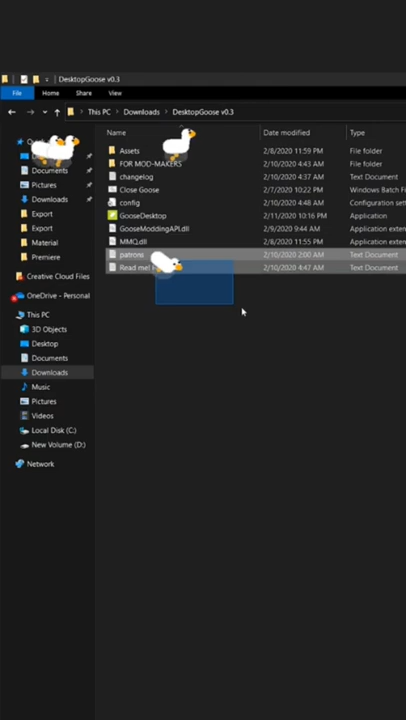 DesktopGoose v0.3
File Home Share View
This PC > Downloads > DesktopGoose v0.3
Name Date modified Type
Assets 2/8/2020 11:59 PM File folder
FOR MOD-MAKERS 2/10/2020 4:43 AM File folder
changelog 2/10/2020 4:37 AM Text Document
Close Goose 2/7/2020 10:22 PM Windows Batch Fi
config 2/10/2020 4:48 AM Configuration sett
GooseDesktop 2/11/2020 10:16 PM Application
GooseModdingAPI.dll 2/9/2020 9:44 AM Application exten
MMQ.dll 2/8/2020 11:55 PM Application exten
patrons 2/10/2020 2:00 AM Text Document
Read me! 2/10/2020 4:47 AM Text Document
Documents
Pictures
Downloads
Export
Export
Material
Premiere
Creative Cloud Files
OneDrive - Personal
This PC
3D Objects
Desktop
Documents
Downloads
Music
Pictures
Videos
Local Disk (C:)
New Volume (D:)
Network